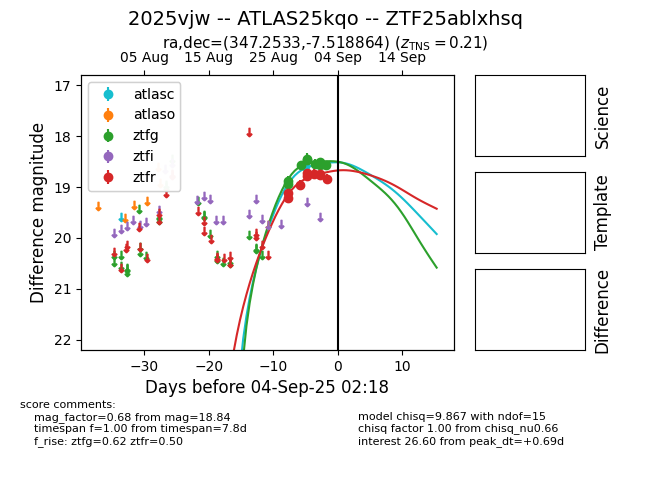 2025vjw -- ATLAS25kqo -- ZTF25ablxhsq
ra,dec=(347.2533,-7.518864) (z_TNS = 0.21)
05 Aug 15 Aug 25 Aug 04 Sep 14 Sep
atlasc
atlaso
ztfg
ztfi
ztfr
17
18
19
20
21
22
Difference magnitude
−30 −20 −10 0 10
Days before 04-Sep-25 02:18
Science
Template
Difference
score comments:
mag_factor=0.68 from mag=18.84
timespan f=1.00 from timespan=7.8d
f_rise: ztfg=0.62 ztfr=0.50
model chisq=9.867 with ndof=15
chisq factor 1.00 from chisq_nu0.66
interest 26.60 from peak_dt=+0.69d